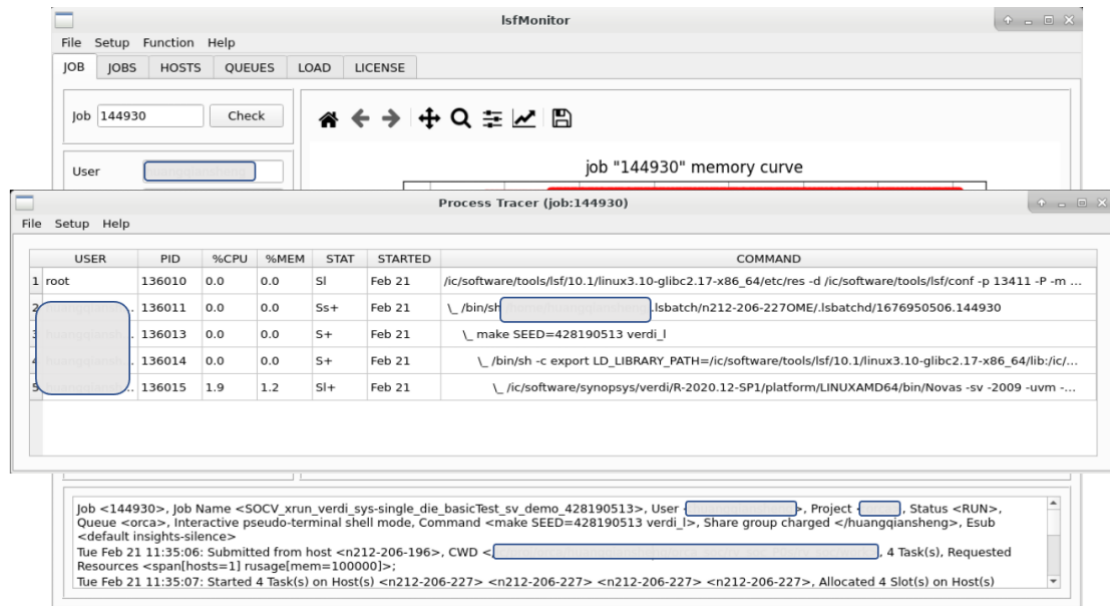 lsfMonitor
File Setup Function Help
JOB JOBS HOSTS QUEUES LOAD LICENSE
Job 144930 Check
User
job "144930" memory curve
Process Tracer (job:144930)
File Setup Help
USER PID %CPU %MEM STAT STARTED COMMAND
1 root 136010 0.0 0.0 Sl Feb 21 /ic/software/tools/lsf/10.1/linux3.10-glibc2.17-x86_64/etc/res -d /ic/software/tools/lsf/conf -p 13411 -P -m ...
2 136011 0.0 0.0 Ss+ Feb 21 \_ /bin/sh .lsbatch/n212-206-227OME/.lsbatchd/1676950506.144930
3 136013 0.0 0.0 S+ Feb 21 \_ make SEED=428190513 verdi_l
4 136014 0.0 0.0 S+ Feb 21 \_ /bin/sh -c export LD_LIBRARY_PATH=/ic/software/tools/lsf/10.1/linux3.10-glibc2.17-x86_64/lib:/ic/...
5 136015 1.9 1.2 Sl+ Feb 21 \_ /ic/software/synopsys/verdi/R-2020.12-SP1/platform/LINUXAMD64/bin/Novas -sv -2009 -uvm -...
Job <144930>, Job Name <SOCV_xrun_verdi_sys-single_die_basicTest_sv_demo_428190513>, User >, Project , Status <RUN>,
Queue <orca>, Interactive pseudo-terminal shell mode, Command <make SEED=428190513 verdi_l>, Share group charged </huangqiansheng>, Esub
<default insights-silence>
Tue Feb 21 11:35:06: Submitted from host <n212-206-196>, CWD < , 4 Task(s), Requested
Resources <span[hosts=1] rusage[mem=100000]>;
Tue Feb 21 11:35:07: Started 4 Task(s) on Host(s) <n212-206-227> <n212-206-227> <n212-206-227> <n212-206-227>, Allocated 4 Slot(s) on Host(s)